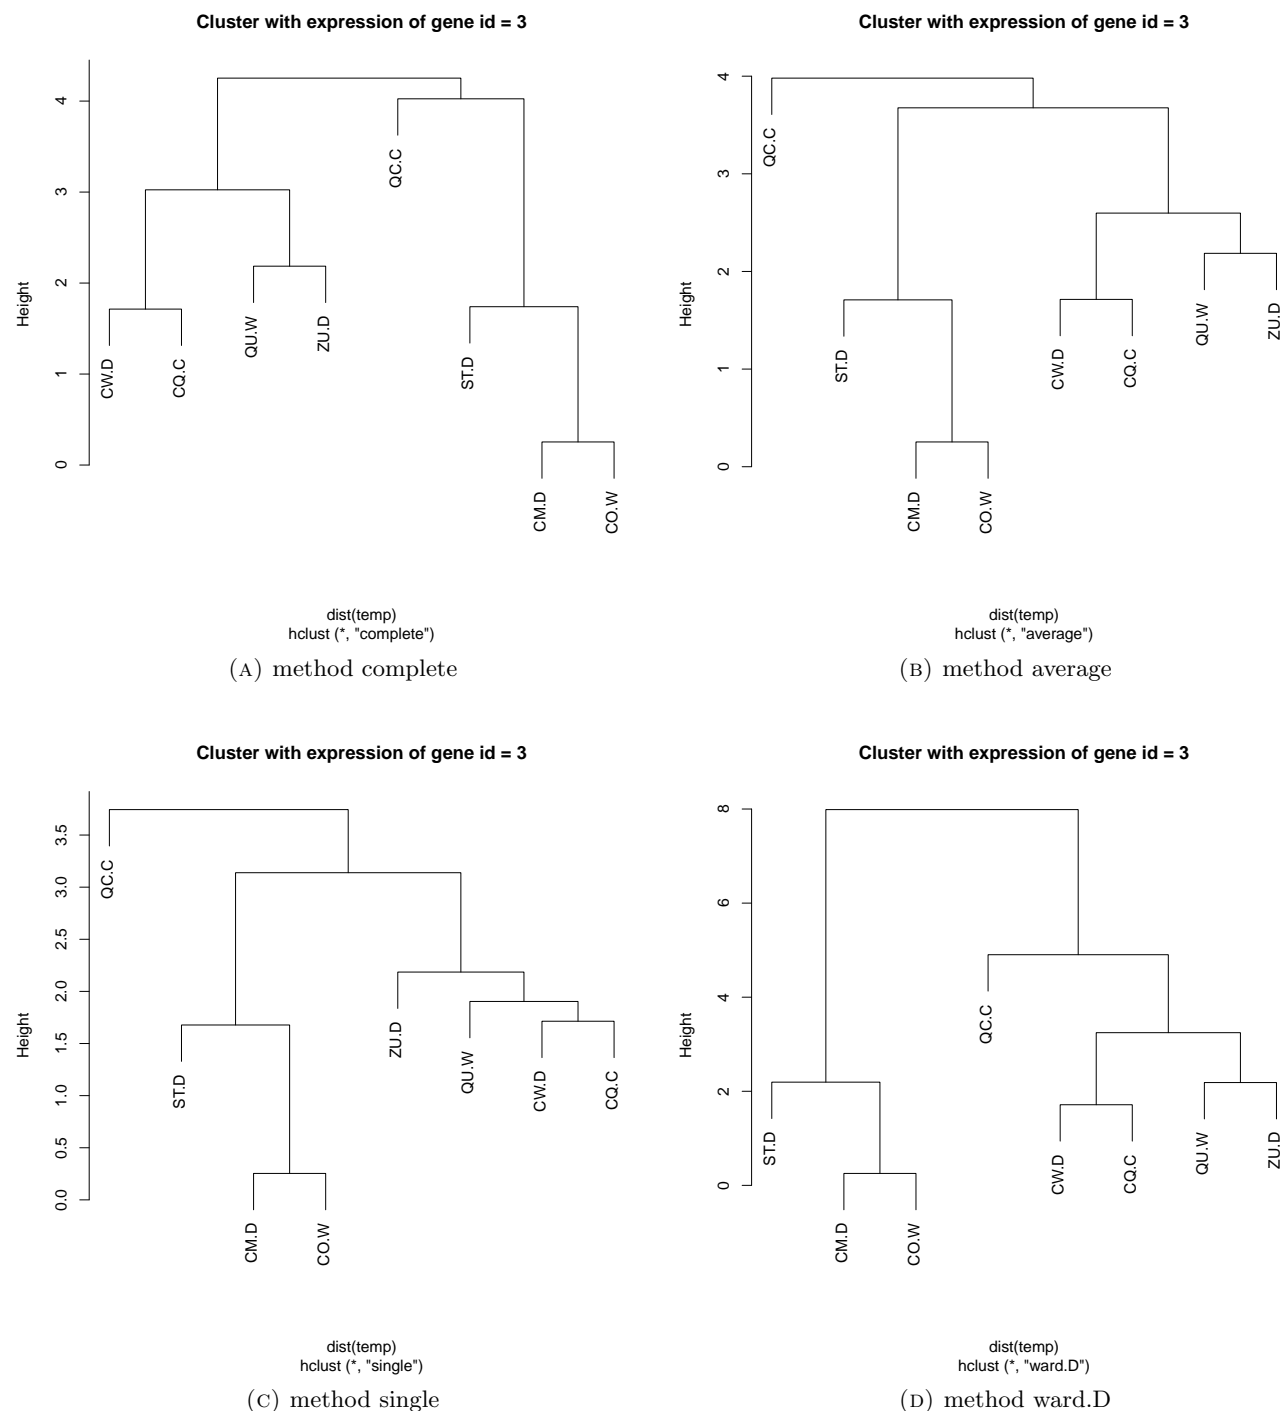 Cluster with expression of gene id = 3
Height
4
3
2
1
0
CW.D
CQ.C
QU.W
ZU.D
QC.C
ST.D
CM.D
CO.W
dist(temp)
hclust (*, "complete")
(A) method complete
Cluster with expression of gene id = 3
Height
4
3
2
1
0
QC.C
ST.D
CM.D
CO.W
CW.D
CQ.C
QU.W
ZU.D
dist(temp)
hclust (*, "average")
(B) method average
Cluster with expression of gene id = 3
Height
3.5
3.0
2.5
2.0
1.5
1.0
0.5
0.0
QC.C
ST.D
CM.D
CO.W
ZU.D
QU.W
CW.D
CQ.C
dist(temp)
hclust (*, "single")
(C) method single
Cluster with expression of gene id = 3
Height
8
6
4
2
0
ST.D
CM.D
CO.W
QC.C
CW.D
CQ.C
QU.W
ZU.D
dist(temp)
hclust (*, "ward.D")
(D) method ward.D